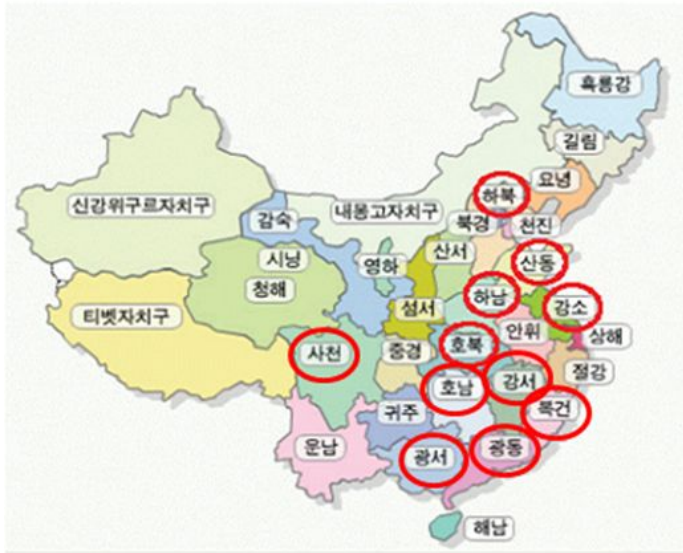 흑룡강
길림
요녕
하북
신강위구르자치구
감숙
내몽고자치구
북경
천진
산서
시닝
영하
산동
청해
하남
섬서
강소
티벳자치구
안위
상해
호북
사천
중경
절강
강서
호남
귀주
푹건
운남
광서
광동
해남